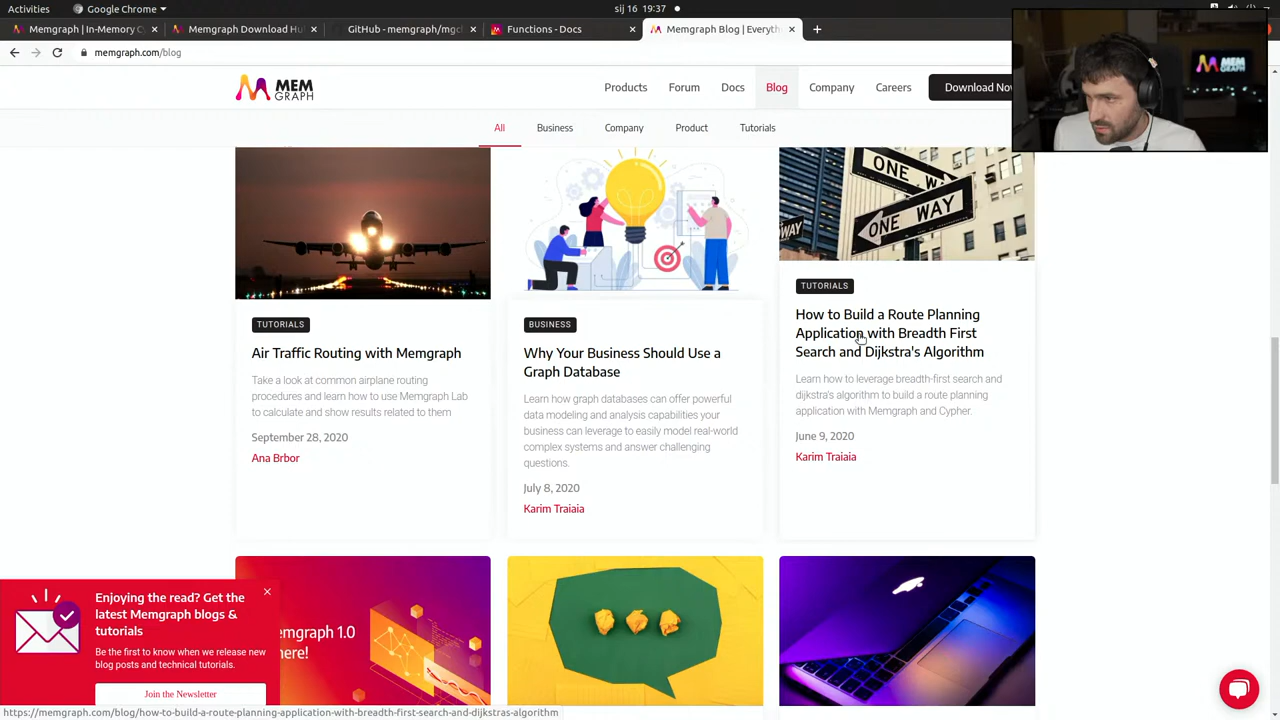 Activities
Google Chrome
sij 16 19:37
Memgraph | In-Memory C
Memgraph Download Hu
GitHub - memgraph/mgcl
Functions - Docs
Memgraph Blog | Everyth
memgraph.com/blog
MEM
GRAPH
Products
Forum
Docs
Blog
Company
Careers
Download Now
MEM
GRAPH
All
Business
Company
Product
Tutorials
ONE WAY
ONE WAY
WAY
TUTORIALS
Air Traffic Routing with Memgraph
Take a look at common airplane routing
procedures and learn how to use Memgraph Lab
to calculate and show results related to them
September 28, 2020
Ana Brbor
BUSINESS
Why Your Business Should Use a
Graph Database
Learn how graph databases can offer powerful
data modeling and analysis capabilities your
business can leverage to easily model real-world
complex systems and answer challenging
questions.
July 8, 2020
Karim Traiaia
TUTORIALS
How to Build a Route Planning
Application with Breadth First
Search and Dijkstra's Algorithm
Learn how to leverage breadth-first search and
dijkstra's algorithm to build a route planning
application with Memgraph and Cypher.
June 9, 2020
Karim Traiaia
emgraph 1.0
here!
Enjoying the read? Get the
latest Memgraph blogs &
tutorials
Be the first to know when we release new
blog posts and technical tutorials.
Join the Newsletter
https://memgraph.com/blog/how-to-build-a-route-planning-application-with-breadth-first-search-and-dijkstras-algorithm